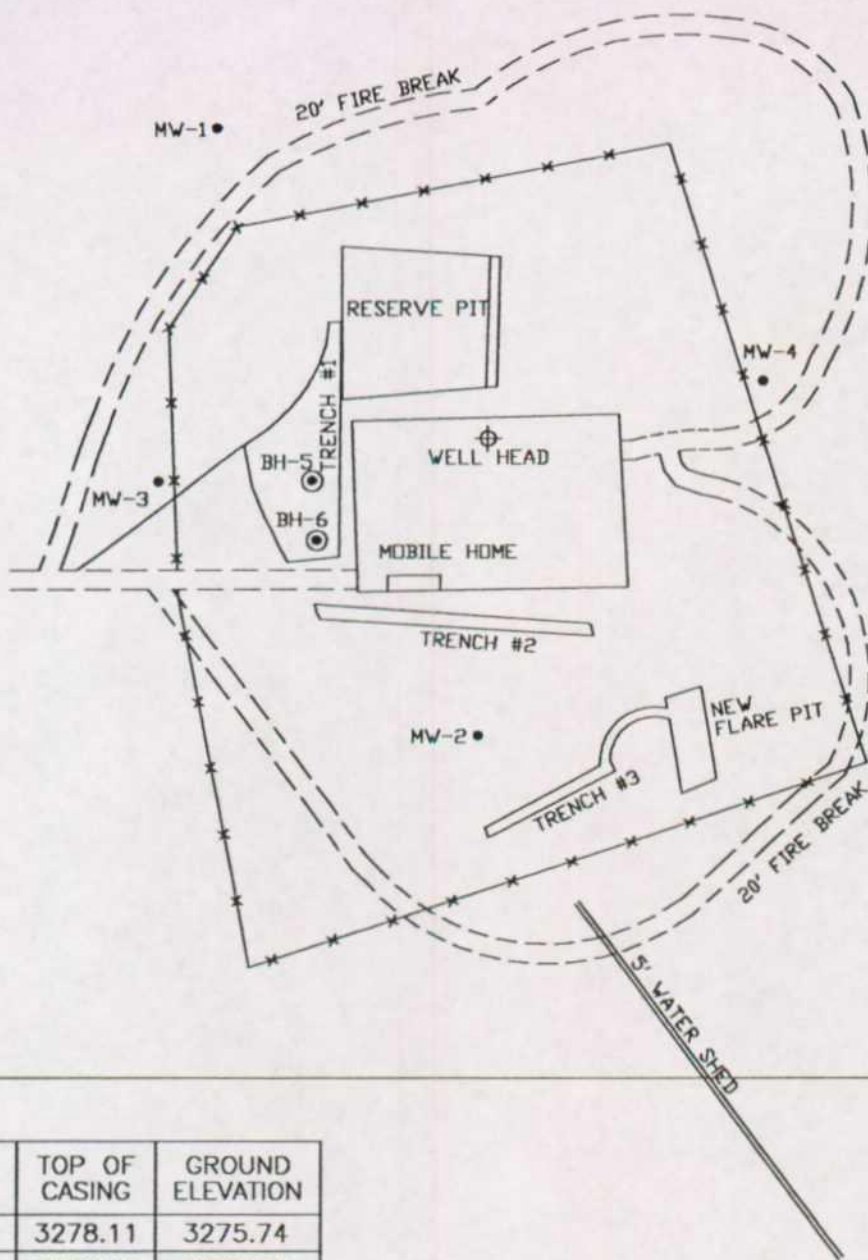 20' FIRE BREAK
MW-1
RESERVE PIT
MW-4
TRENCH #1
BH-5
WELL HEAD
MW-3
BH-6
MOBILE HOME
TRENCH #2
NEW
FLARE PIT
MW-2
TRENCH #3
20' FIRE BREAK
5' WATER SHED
TOP OF
CASING
GROUND
ELEVATION
3278.11
3275.74